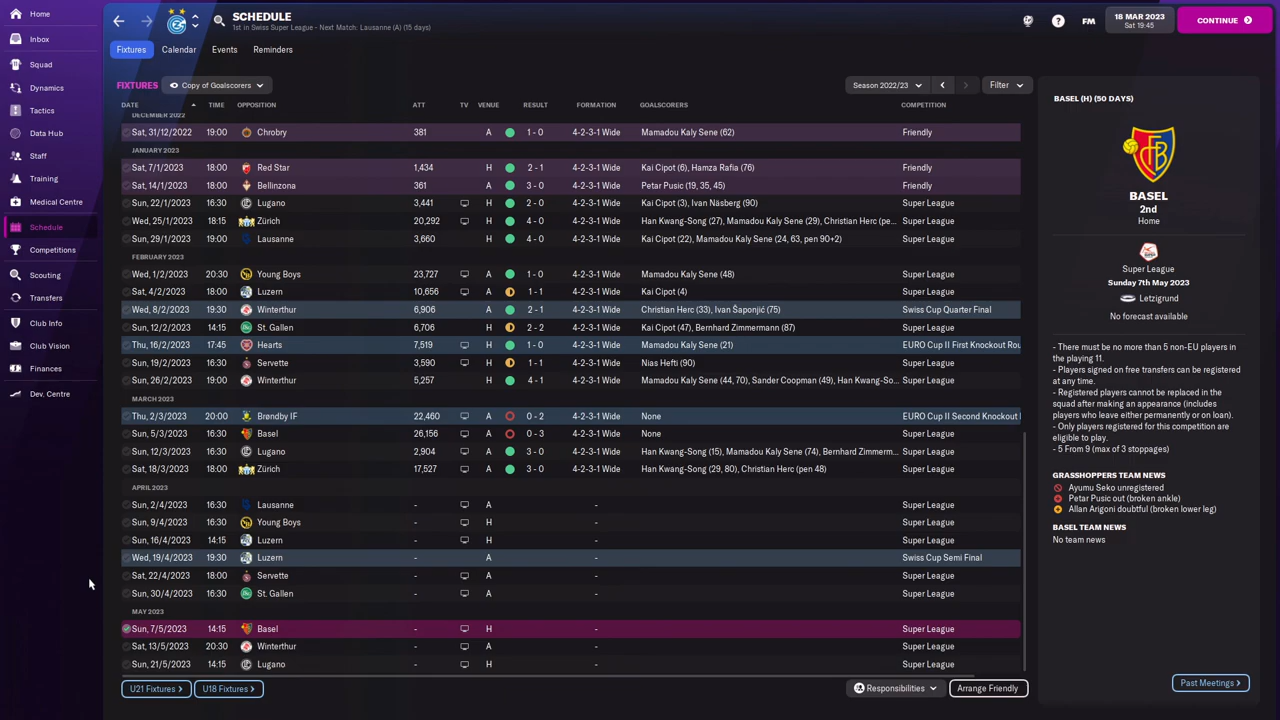 Home
Inbox
Squad
Dynamics
Tactics
Data Hub
Staff
Training
Medical Centre
Schedule
Competitions
Scouting
Transfers
Club Info
Club Vision
Finances
Dev. Centre
SCHEDULE
1st in Swiss Super League - Next Match: Lausanne (A) (15 days)
FM
18 MAR 2023
Sat 19:45
CONTINUE
Fixtures Calendar Events Reminders
FIXTURES Copy of Goalscorers Season 2022/23 Filter
DATE TIME OPPOSITION ATT TV VENUE RESULT FORMATION GOALSCORERS COMPETITION
DECEMBER 2022
Sat, 31/12/2022 19:00 Chrobry 381 A 1 - 0 4-2-3-1 Wide Mamadou Kaly Sene (62) Friendly
JANUARY 2023
Sat, 7/1/2023 18:00 Red Star 1,434 H 2 - 1 4-2-3-1 Wide Kai Cipot (6), Hamza Rafia (76) Friendly
Sat, 14/1/2023 18:00 Bellinzona 361 A 3 - 0 4-2-3-1 Wide Petar Pusic (19, 35, 45) Friendly
Sun, 22/1/2023 16:30 Lugano 3,441 H 2 - 0 4-2-3-1 Wide Kai Cipot (3), Ivan Näsberg (90) Super League
Wed, 25/1/2023 18:15 Zürich 20,292 H 4 - 0 4-2-3-1 Wide Han Kwang-Song (27), Mamadou Kaly Sene (29), Christian Herc (pe... Super League
Sun, 29/1/2023 19:00 Lausanne 3,660 H 4 - 0 4-2-3-1 Wide Kai Cipot (22), Mamadou Kaly Sene (24, 63, pen 90+2) Super League
FEBRUARY 2023
Wed, 1/2/2023 20:30 Young Boys 23,727 A 1 - 0 4-2-3-1 Wide Mamadou Kaly Sene (48) Super League
Sat, 4/2/2023 18:00 Luzern 10,656 A 1 - 1 4-2-3-1 Wide Kai Cipot (4) Super League
Wed, 8/2/2023 19:30 Winterthur 6,906 A 2 - 1 4-2-3-1 Wide Christian Herc (33), Ivan Šaponjić (75) Swiss Cup Quarter Final
Sun, 12/2/2023 14:15 St. Gallen 6,706 H 2 - 2 4-2-3-1 Wide Kai Cipot (47), Bernhard Zimmermann (87) Super League
Thu, 16/2/2023 17:45 Hearts 7,519 H 1 - 0 4-2-3-1 Wide Mamadou Kaly Sene (21) EURO Cup II First Knockout Rou
Sun, 19/2/2023 16:30 Servette 3,590 H 1 - 1 4-2-3-1 Wide Nias Hefti (90) Super League
Sun, 26/2/2023 19:00 Winterthur 5,257 H 4 - 1 4-2-3-1 Wide Mamadou Kaly Sene (44, 70), Sander Coopman (49), Han Kwang-So... Super League
MARCH 2023
Thu, 2/3/2023 20:00 Brøndby IF 22,460 A 0 - 2 4-2-3-1 Wide None EURO Cup II Second Knockout
Sun, 5/3/2023 16:30 Basel 26,156 A 0 - 3 4-2-3-1 Wide None Super League
Sun, 12/3/2023 16:30 Lugano 2,904 A 3 - 0 4-2-3-1 Wide Han Kwang-Song (15), Mamadou Kaly Sene (74), Bernhard Zimmerm... Super League
Sat, 18/3/2023 18:00 Zürich 17,527 A 3 - 0 4-2-3-1 Wide Han Kwang-Song (29, 80), Christian Herc (pen 48) Super League
APRIL 2023
Sun, 2/4/2023 16:30 Lausanne - A - Super League
Sun, 9/4/2023 16:30 Young Boys - H - Super League
Sun, 16/4/2023 14:15 Luzern - H - Super League
Wed, 19/4/2023 19:30 Luzern - A - Swiss Cup Semi Final
Sat, 22/4/2023 18:00 Servette - A - Super League
Sun, 30/4/2023 16:30 St. Gallen - A - Super League
MAY 2023
Sun, 7/5/2023 14:15 Basel - H - Super League
Sat, 13/5/2023 20:30 Winterthur - A - Super League
Sun, 21/5/2023 14:15 Lugano - H - Super League
U21 Fixtures > U18 Fixtures > Responsibilities Arrange Friendly
BASEL (H) (50 DAYS)
BASEL
2nd
Home
Super League
Sunday 7th May 2023
Letzigrund
No forecast available
- There must be no more than 5 non-EU players in
the playing 11.
- Players signed on free transfers can be registered
at any time.
- Registered players cannot be replaced in the
squad after making an appearance (includes
players who leave either permanently or on loan).
- Only players registered for this competition are
eligible to play.
- 5 From 9 (max of 3 stoppages)
GRASSHOPPERS TEAM NEWS
Ayumu Seko unregistered
Petar Pusic out (broken ankle)
Allan Arigoni doubtful (broken lower leg)
BASEL TEAM NEWS
No team news
Past Meetings >